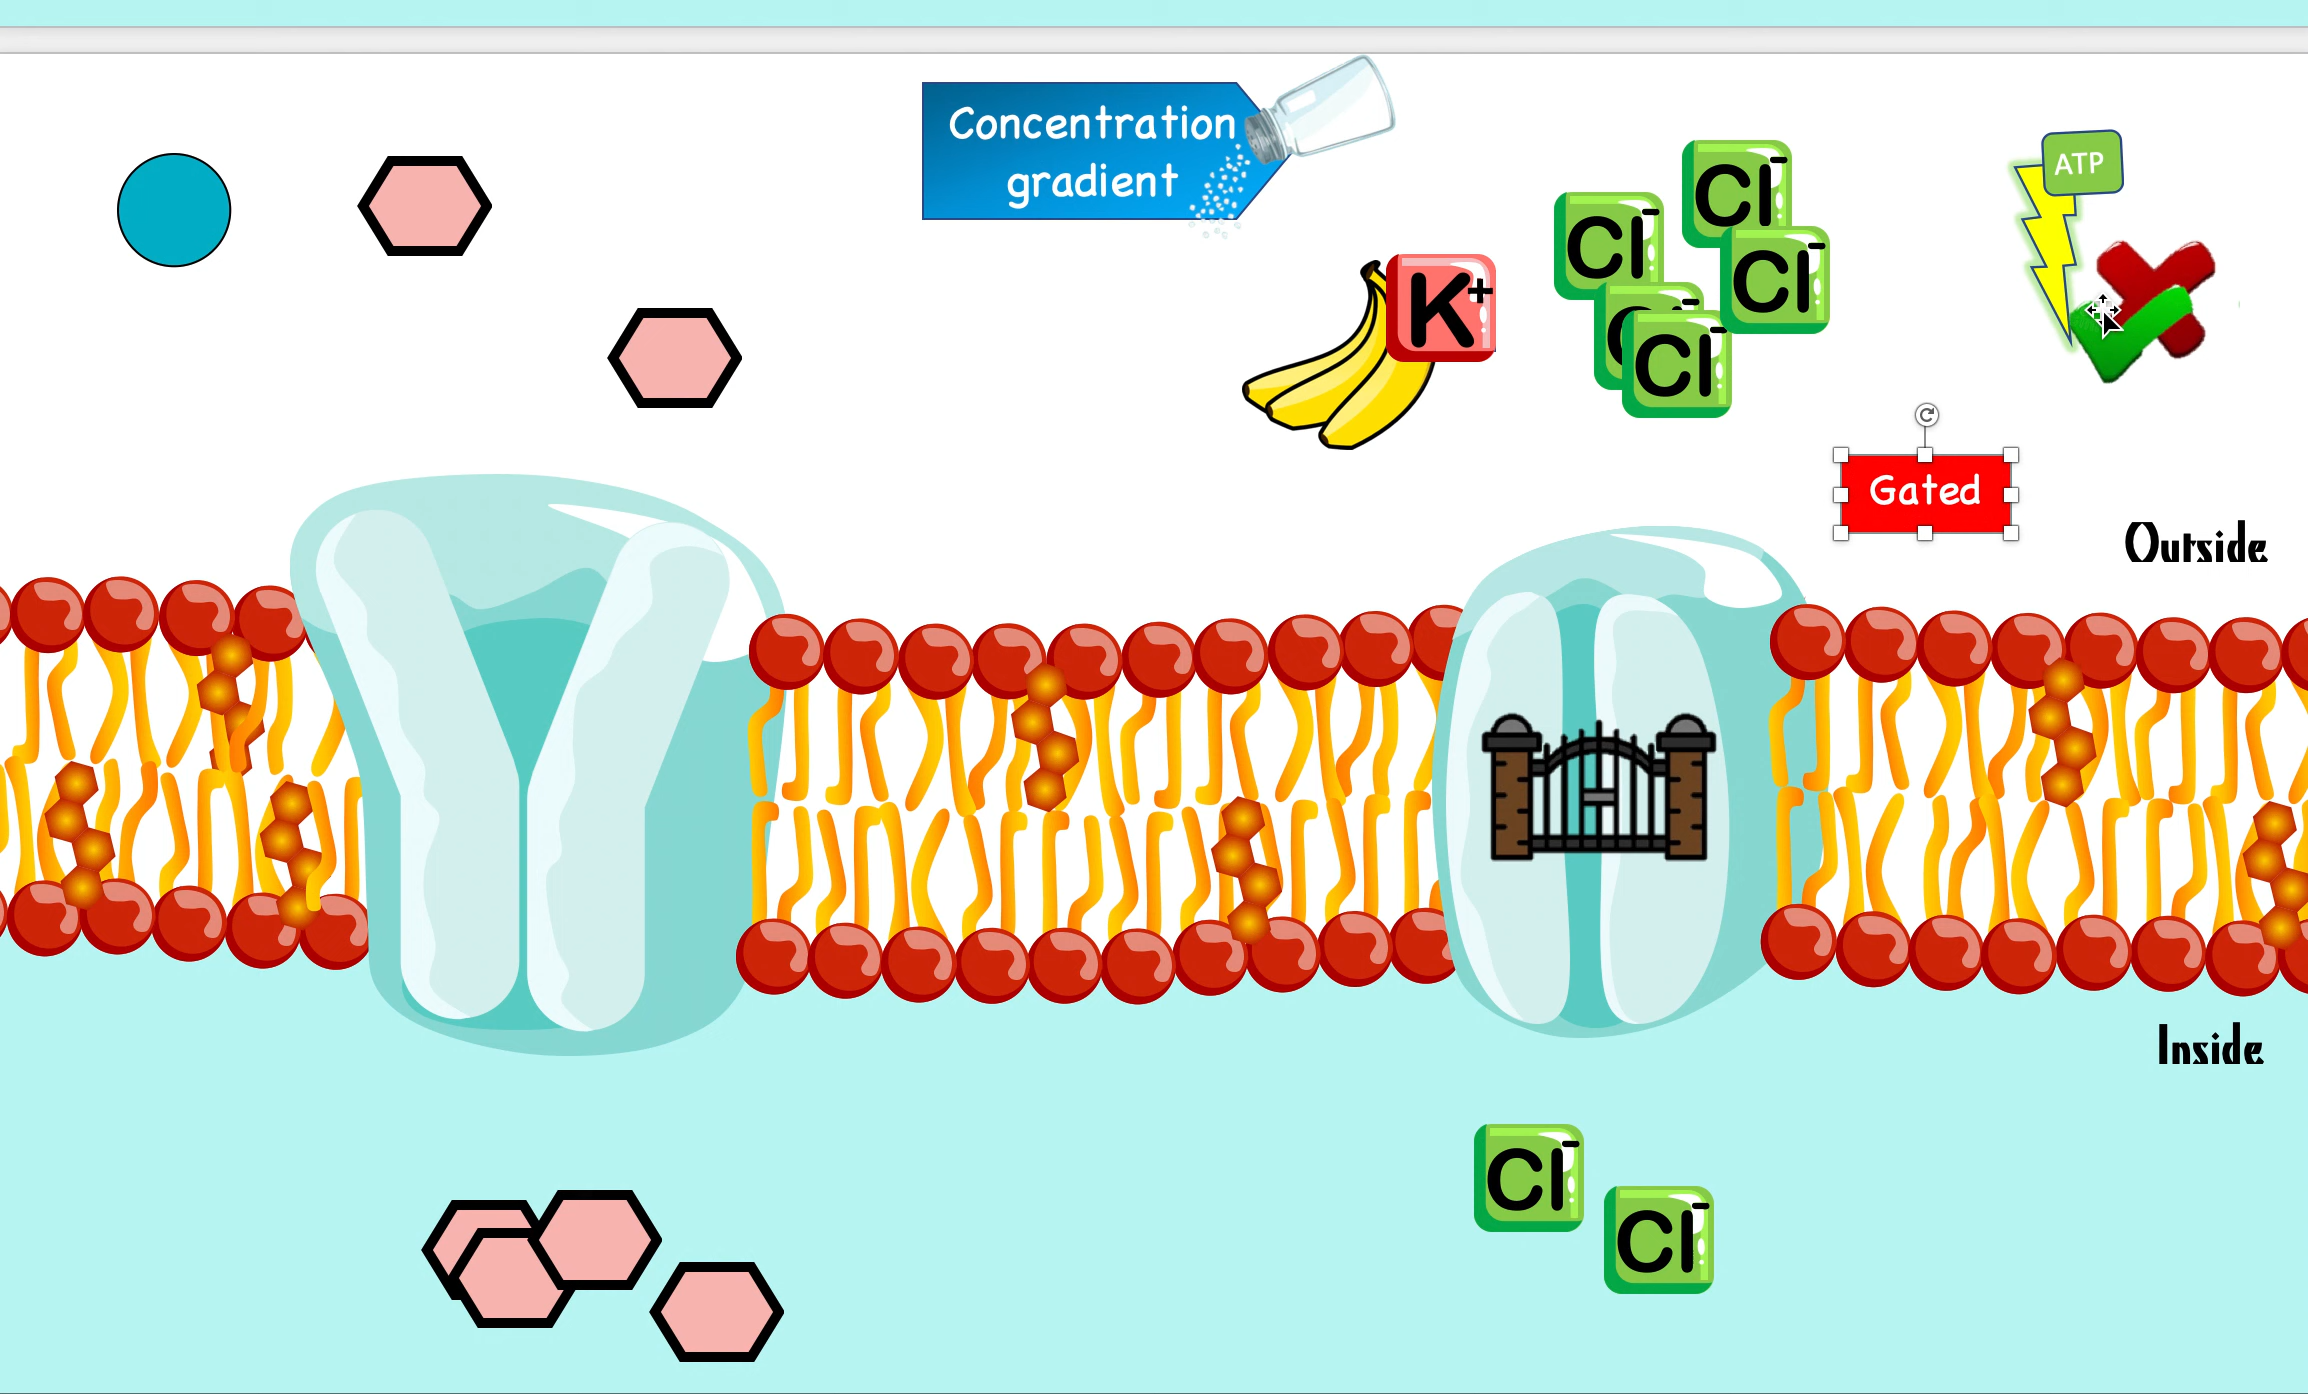 Concentration
gradient
ATP
Cl-
Cl-
Cl-
K+
Cl-
Gated
Outside
Inside
Cl-
Cl-